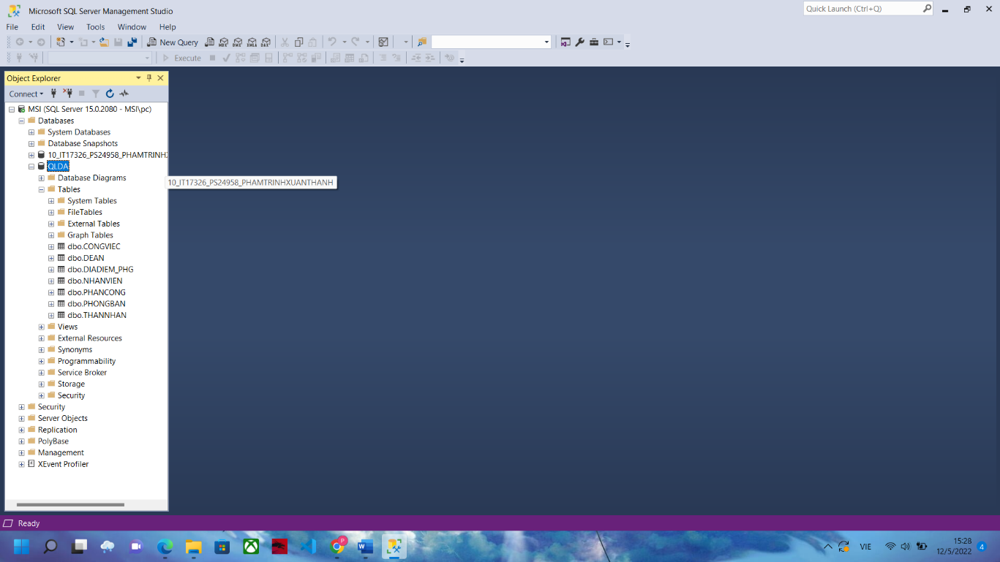 Microsoft SQL Server Management Studio
Quick Launch (Ctrl+Q)
File Edit View Tools Window Help
New Query
MDX DMX XMLA DAX
Execute
Object Explorer
Connect
MSI (SQL Server 15.0.2080 - MSI\pc)
Databases
System Databases
Database Snapshots
10_IT17326_PS24958_PHAMTRINH
QLDA
Database Diagrams
10_IT17326_PS24958_PHAMTRINHXUANTHANH
Tables
System Tables
FileTables
External Tables
Graph Tables
dbo.CONGVIEC
dbo.DEAN
dbo.DIADIEM_PHG
dbo.NHANVIEN
dbo.PHANCONG
dbo.PHONGBAN
dbo.THANNHAN
Views
External Resources
Synonyms
Programmability
Service Broker
Storage
Security
Security
Server Objects
Replication
PolyBase
Management
XEvent Profiler
Ready
P
W
VIE
15:28
12/5/2022
4